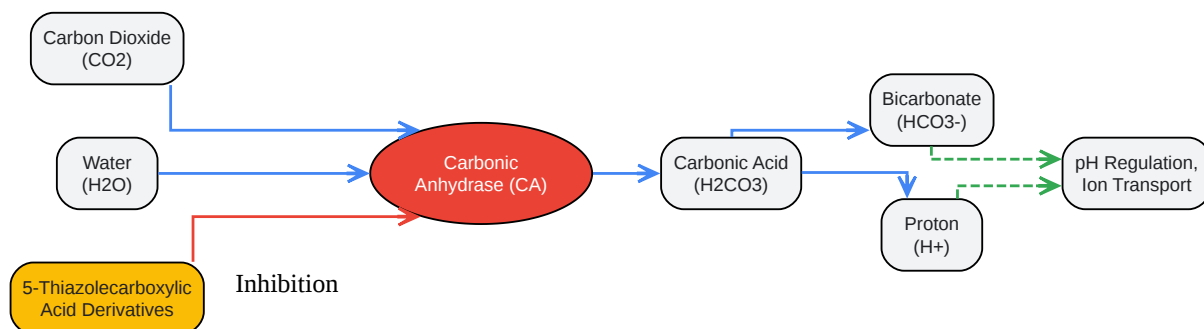 Carbon Dioxide
(CO2)
Water
(H2O)
5-Thiazolecarboxylic
Acid Derivatives
Inhibition
Carbonic
Anhydrase (CA)
Carbonic Acid
(H2CO3)
Bicarbonate
(HCO3-)
Proton
(H+)
pH Regulation,
Ion Transport